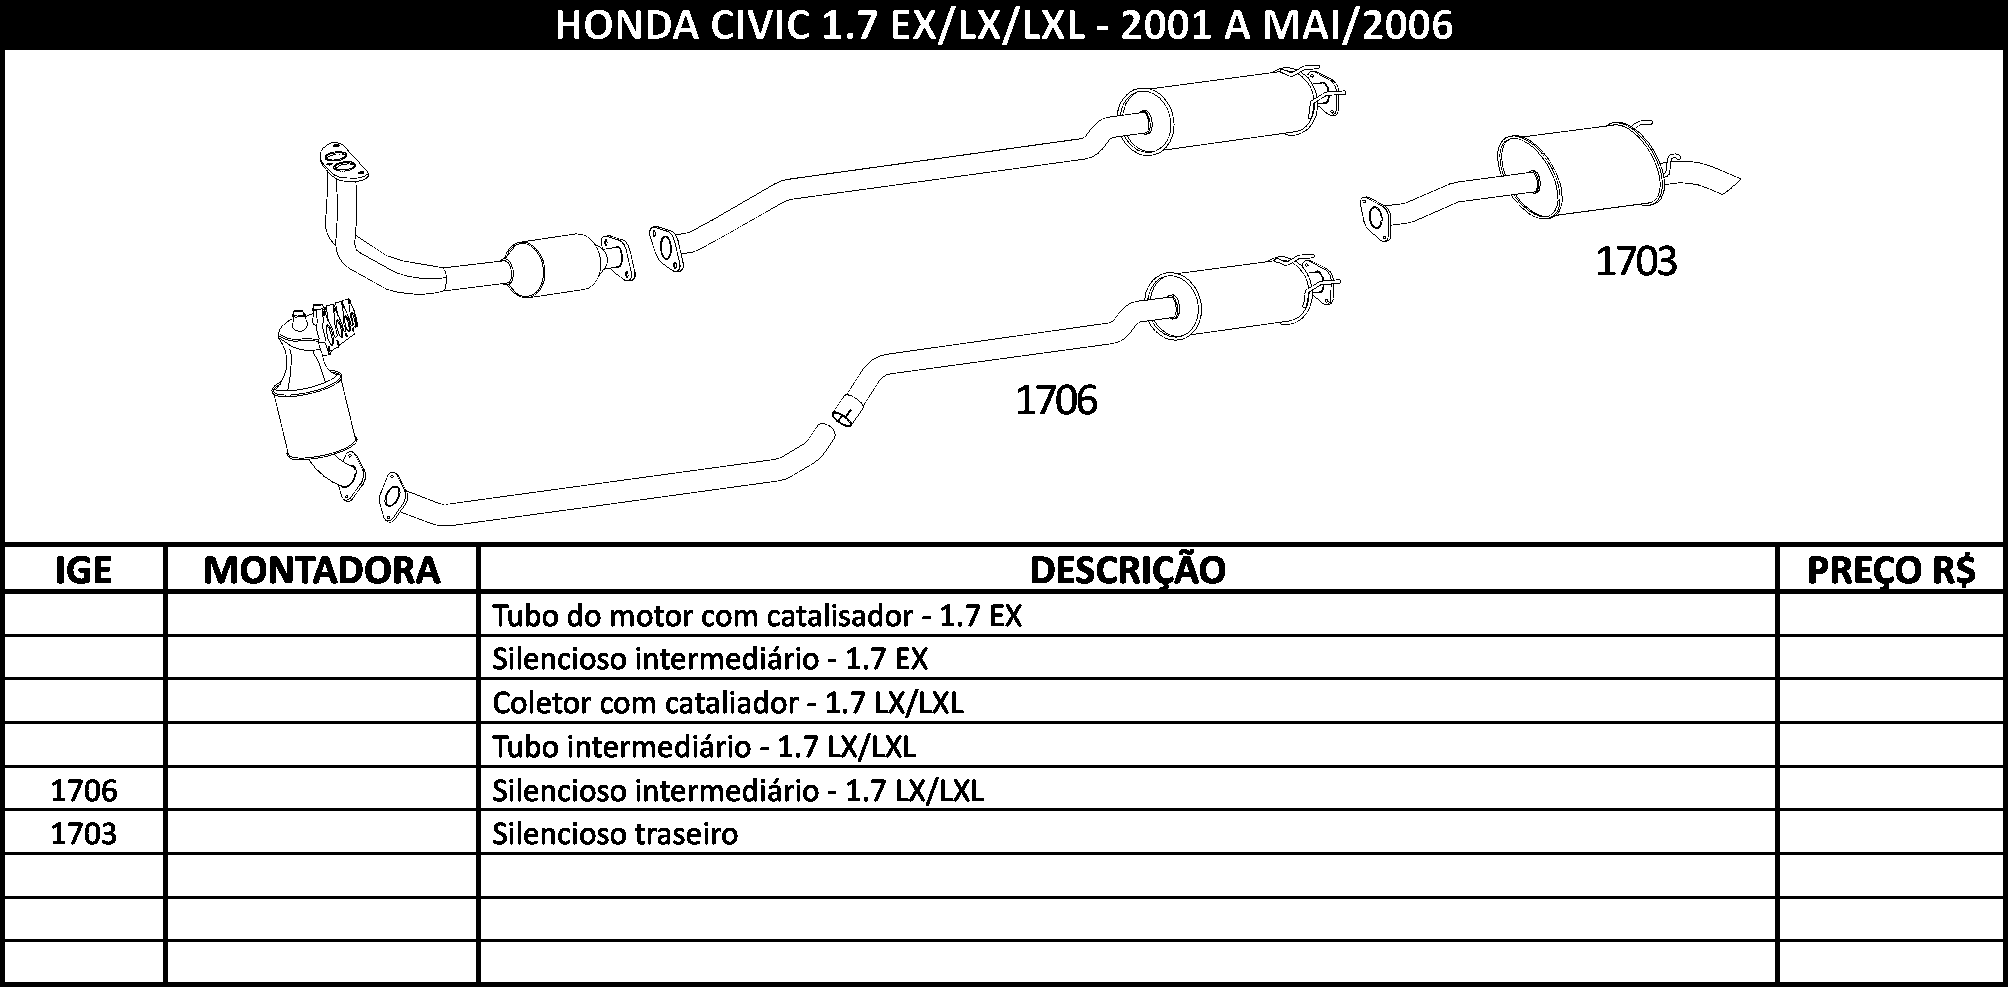 HONDA CIVIC 1.7 EX/LX/LXL - 2001 A MAI/2006
1703
1706
IGE MONTADORA DESCRIÇÃO PREÇO R$
Tubo do motor com catalisador - 1.7 EX
Silencioso intermediário - 1.7 EX
Coletor com cataliador - 1.7 LX/LXL
Tubo intermediário - 1.7 LX/LXL
1706 Silencioso intermediário - 1.7 LX/LXL
1703 Silencioso traseiro